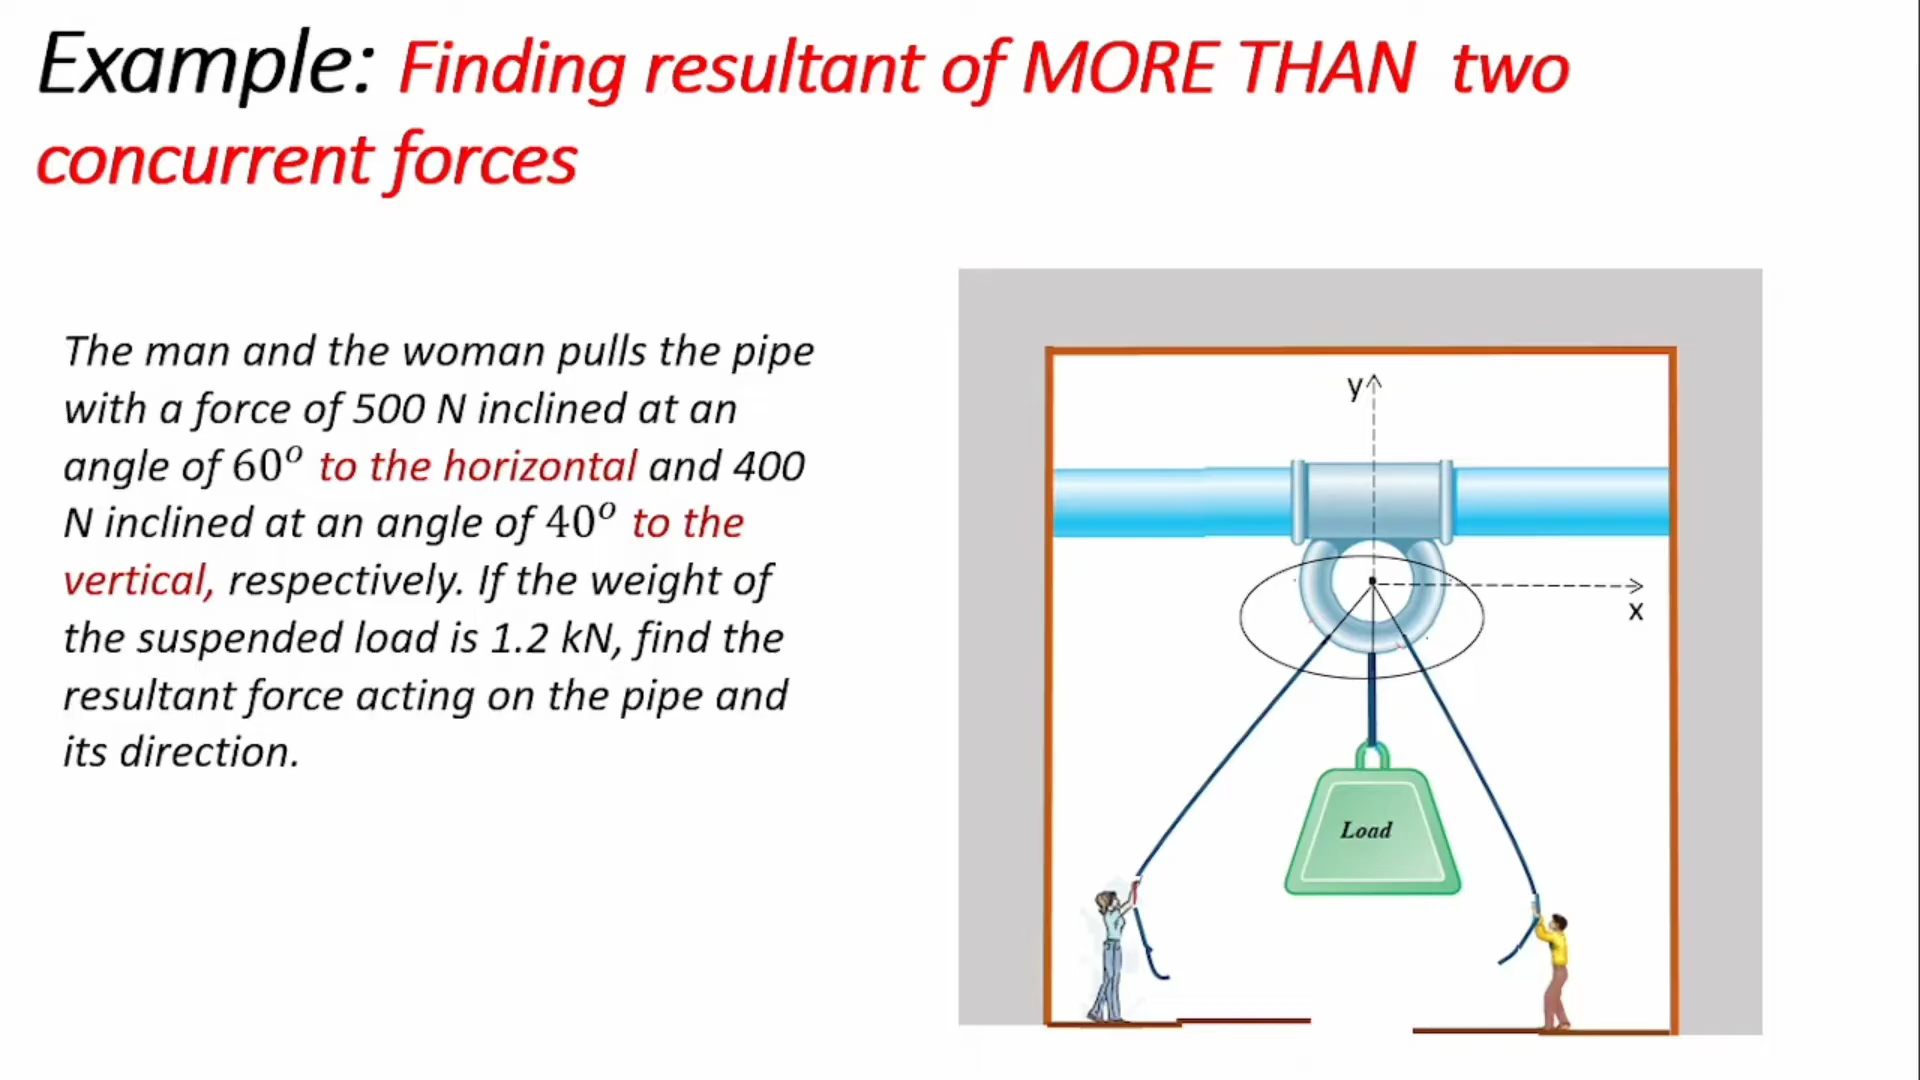 Example: Finding resultant of MORE THAN two
concurrent forces
The man and the woman pulls the pipe
with a force of 500 N inclined at an
angle of 60° to the horizontal and 400
N inclined at an angle of 40° to the
vertical, respectively. If the weight of
the suspended load is 1.2 kN, find the
resultant force acting on the pipe and
its direction.
y
x
Load